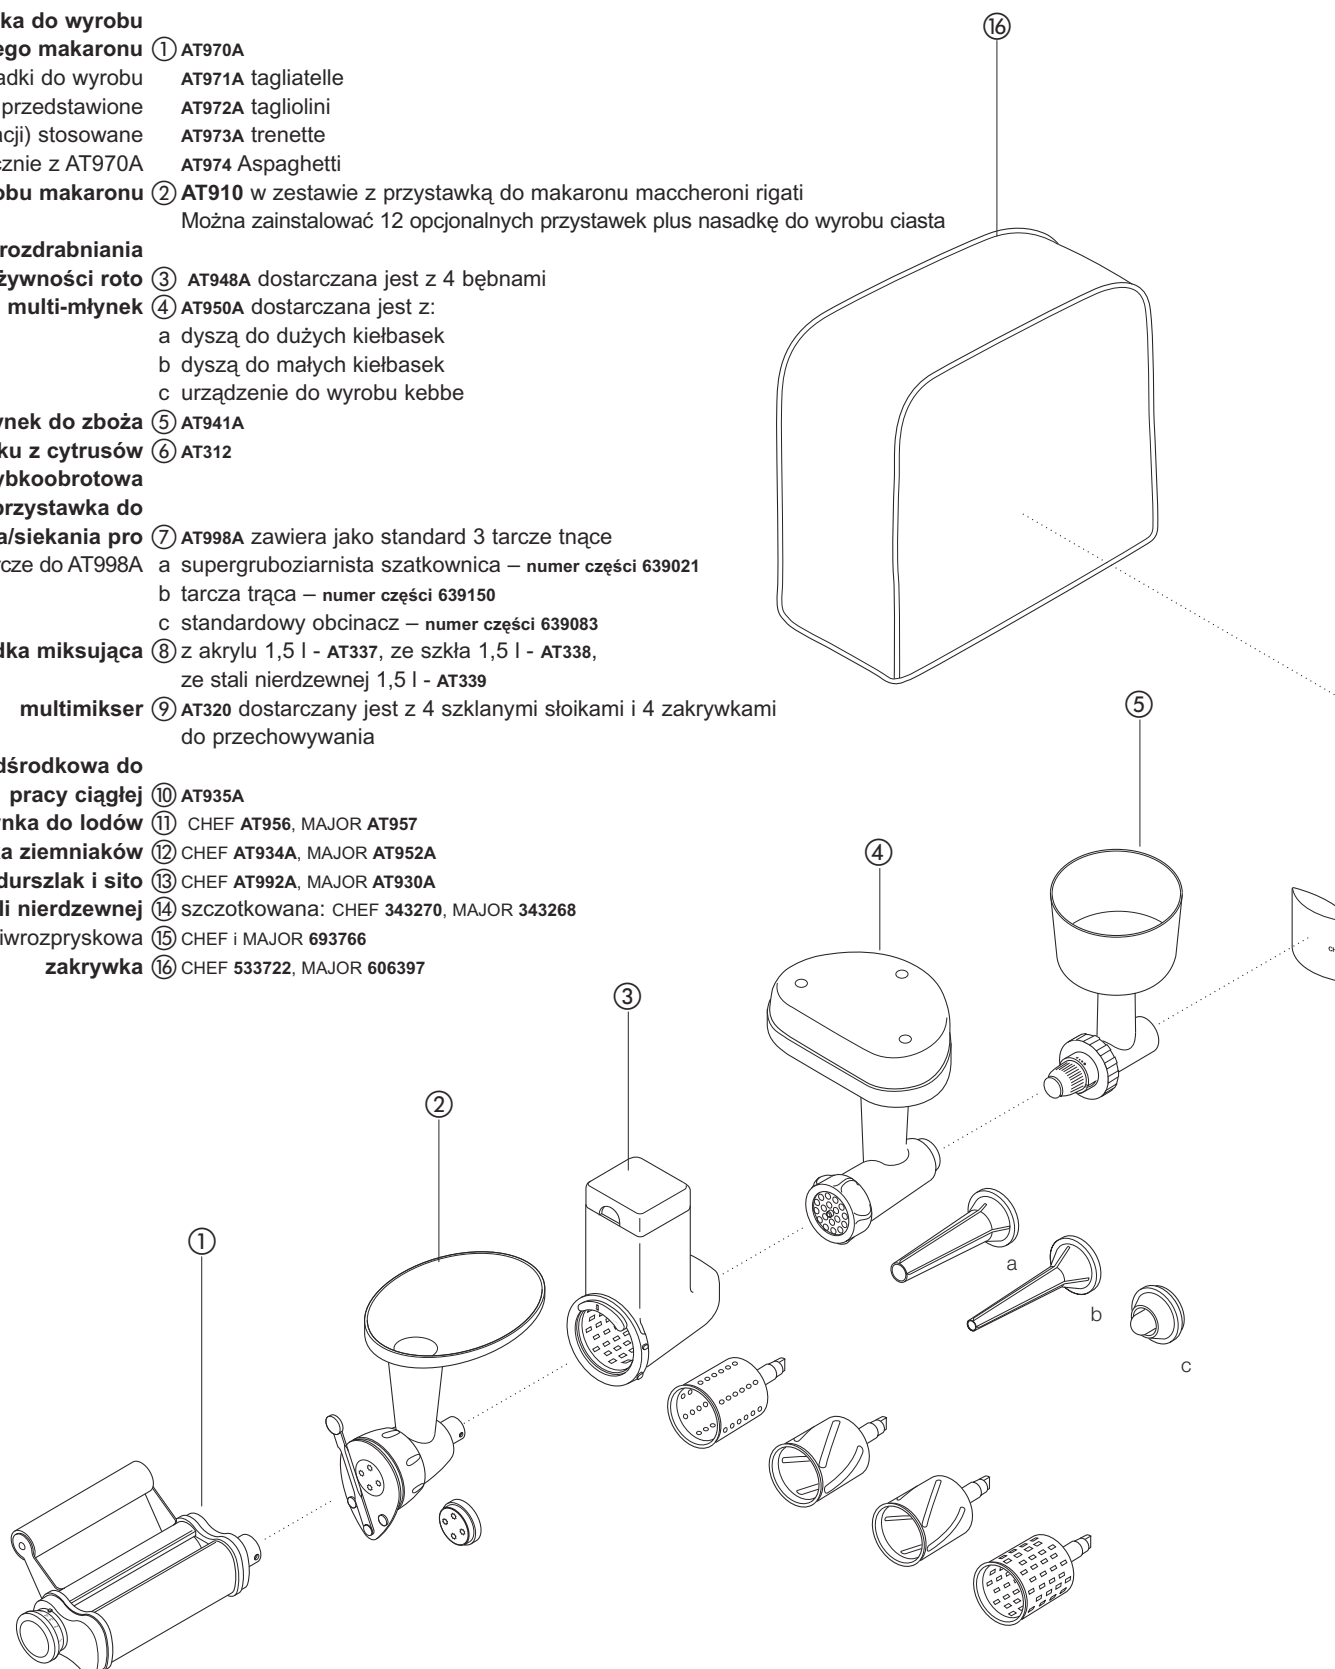 ka do wyrobu
ego makaronu ① AT970A
adki do wyrobu AT971A tagliatelle
przedstawione AT972A tagliolini
acji) stosowane AT973A trenette
cznie z AT970A AT974 Aspaghetti
obu makaronu ② AT910 w zestawie z przystawką do makaronu maccheroni rigati
Można zainstalować 12 opcjonalnych przystawek plus nasadkę do wyrobu ciasta
rozdrabniania
żywności roto ③ AT948A dostarczana jest z 4 bębnami
multi-młynek ④ AT950A dostarczana jest z:
a dyszą do dużych kiełbasek
b dyszą do małych kiełbasek
c urządzenie do wyrobu kebbe
ynek do zboża ⑤ AT941A
ku z cytrusów ⑥ AT312
ybkoobrotowa
orzystawka do
a/siekania pro ⑦ AT998A zawiera jako standard 3 tarcze tnące
rcze do AT998A a supergruboziarnista szatkownica – numer części 639021
b tarcza trąca – numer części 639150
c standardowy obcinacz – numer części 639083
dka miksująca ⑧ z akrylu 1,5 l - AT337, ze szkła 1,5 l - AT338,
ze stali nierdzewnej 1,5 l - AT339
multimikser ⑨ AT320 dostarczany jest z 4 szklanymi słoikami i 4 zakrywkami
do przechowywania
dśrodkowa do
pracy ciągłej ⑩ AT935A
nka do lodów ⑪ CHEF AT956, MAJOR AT957
ka ziemniaków ⑫ CHEF AT934A, MAJOR AT952A
durszlak i sito ⑬ CHEF AT992A, MAJOR AT930A
li nierdzewnej ⑭ szczotkowana: CHEF 343270, MAJOR 343268
iwrozpryskowa ⑮ CHEF i MAJOR 693766
zakrywka ⑯ CHEF 533722, MAJOR 606397
⑯
⑤
④
③
②
①
a
b
c